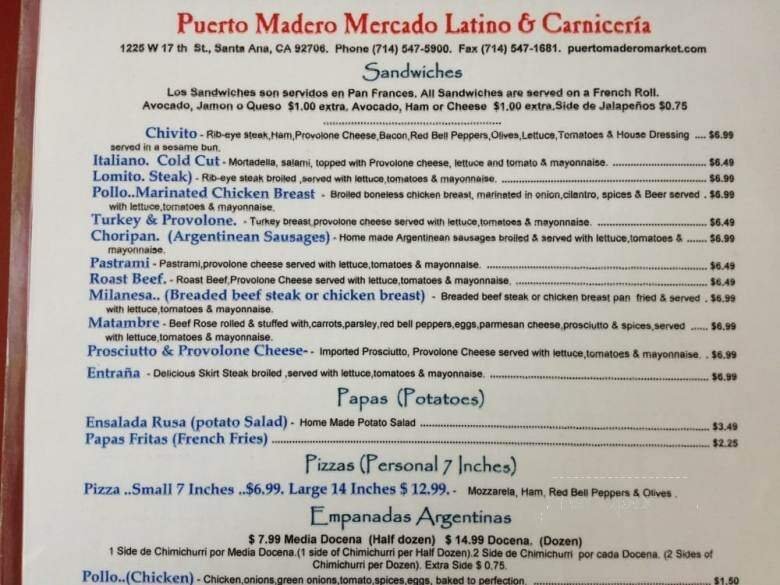 Puerto Madero Mercado Latino & Carnicería
1225 W 17 th St., Santa Ana, CA 92706. Phone (714) 547-5900. Fax (714) 547-1681. puertomaderomarket.com
Sandwiches
Los Sandwiches son servidos en Pan Frances. All Sandwiches are served on a French Roll.
Avocado, Jamon o Queso $1.00 extra, Avocado, Ham or Cheese $1.00 extra.Side de Jalapeños $0.75
Chivito - Rib-eye steak,Ham,Provolone Cheese,Bacon,Red Bell Peppers,Olives,Lettuce,Tomatoes & House Dressing .... $6.99
served in a sesame bun.
Italiano. Cold Cut - Mortadella, salami, topped with Provolone cheese, lettuce and tomato & mayonnaise. ........ $6.49
Lomito. Steak) - Rib-eye steak broiled ,served with lettuce,tomatoes & mayonnaise. ........ $6.99
Pollo..Marinated Chicken Breast - Broiled boneless chicken breast, marinated in onion,cilantro, spices & Beer served . $6.99
with lettuce,tomatoes & mayonnaise.
Turkey & Provolone. - Turkey breast,provolone cheese served with lettuce,tomatoes & mayonnaise. ........ $6.49
Choripan. (Argentinean Sausages) - Home made Argentinean sausages broiled & served with lettuce,tomatoes & ...... $6.99
mayonnaise.
Pastrami - Pastrami,provolone cheese served with lettuce,tomatoes & mayonnaise. ........ $6.49
Roast Beef. - Roast Beef,Provolone Cheese served with lettuce,tomatoes & mayonnaise. ........ $6.49
Milanesa.. (Breaded beef steak or chicken breast) - Breaded beef steak or chicken breast pan fried & served . $6.99
with lettuce,tomatoes & mayonnaise.
Matambre - Beef Rose rolled & stuffed with,carrots,parsley,red bell peppers,eggs,parmesan cheese,prosciutto & spices,served ...... $6.99
with lettuce,tomatoes & mayonnaise.
Prosciutto & Provolone Cheese- - Imported Prosciutto, Provolone Cheese served with lettuce,tomatoes & mayonnaise. . $6.99
Entraña - Delicious Skirt Steak broiled ,served with lettuce,tomatoes & mayonnaise. ........ $6.99
Papas (Potatoes)
Ensalada Rusa (potato Salad) - Home Made Potato Salad ........ $3.49
Papas Fritas (French Fries) ........ $2.25
Pizzas (Personal 7 Inches)
Pizza ..Small 7 Inches ..$6.99. Large 14 Inches $ 12.99. - Mozzarela, Ham, Red Bell Peppers & Olives .
Empanadas Argentinas
$ 7.99 Media Docena (Half dozen) $ 14.99 Docena. (Dozen)
1 Side de Chimichurri por Media Docena.(1 side of Chimichurri per Half Dozen).2 Side de Chimichurri por cada Docena. (2 Sides of
Chimichurri per Dozen). Extra Side $ 0.75.
Pollo..(Chicken) - Chicken,onions,green onions,tomato,spices,eggs, baked to perfection. ........ $1.50